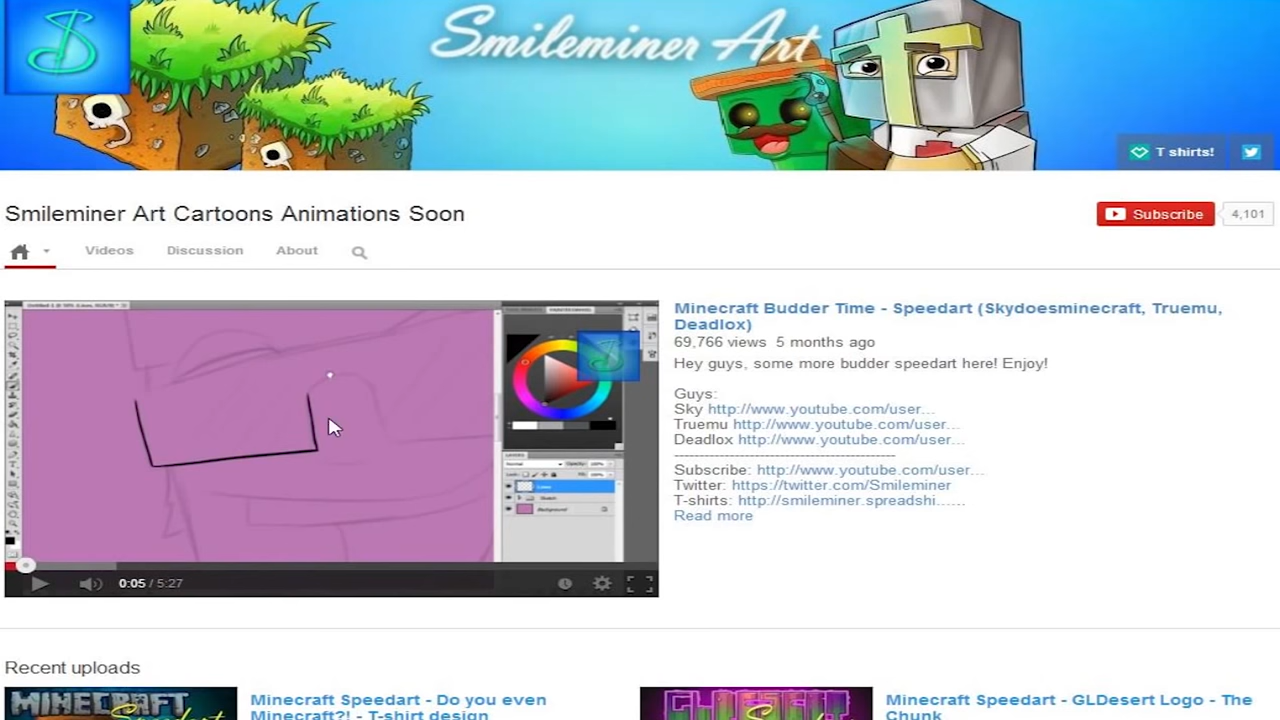 Smileminer Art
T shirts!
Smileminer Art Cartoons Animations Soon
Subscribe
4,101
Videos
Discussion
About
Minecraft Budder Time - Speedart (Skydoesminecraft, Truemu,
Deadlox)
69,766 views 5 months ago
Hey guys, some more budder speedart here! Enjoy!
Guys:
Sky http://www.youtube.com/user...
Truemu http://www.youtube.com/user...
Deadlox http://www.youtube.com/user...
--------------------------------------------
Subscribe: http://www.youtube.com/user...
Twitter: https://twitter.com/Smileminer
T-shirts: http://smileminer.spreadshi......
Read more
0:05 / 5:27
Recent uploads
MINECRAFT
Speedart
Minecraft Speedart - Do you even
Minecraft?! - T-shirt design
GLDESERT
Speedart
Minecraft Speedart - GLDesert Logo - The
Chunk